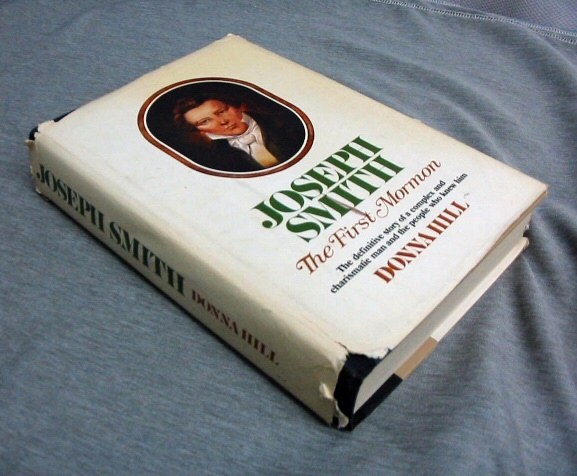 JOSEPH
SMITH
The First Mormon
The definitive story of a complex and
charismatic man and the people who knew him
DONNA HILL
JOSEPH SMITH DONNA HILL